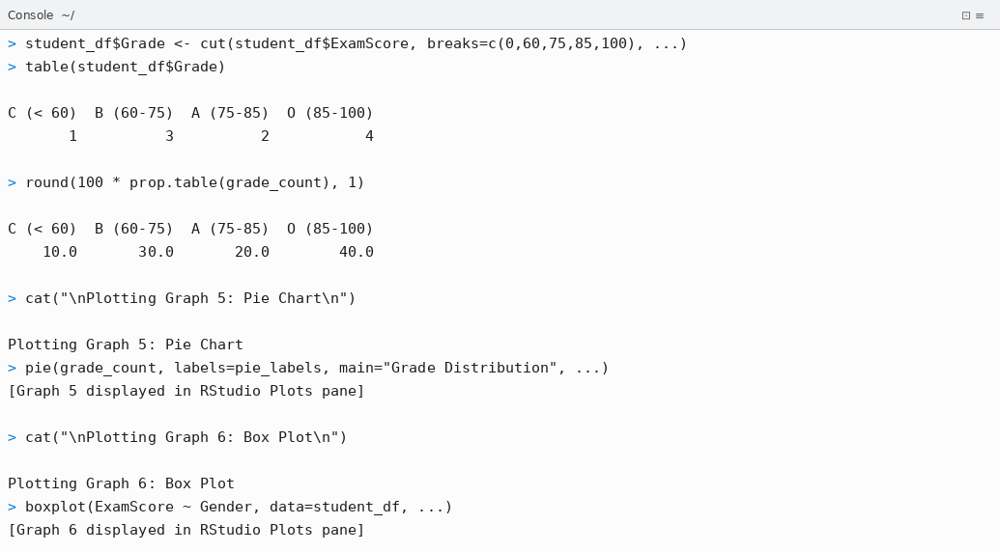 Console ~/
> student_df$Grade <- cut(student_df$ExamScore, breaks=c(0,60,75,85,100), ...)
> table(student_df$Grade)
C (< 60)  B (60-75)  A (75-85)  O (85-100)
       1          3          2           4
> round(100 * prop.table(grade_count), 1)
C (< 60)  B (60-75)  A (75-85)  O (85-100)
    10.0       30.0       20.0        40.0
> cat("\nPlotting Graph 5: Pie Chart\n")
Plotting Graph 5: Pie Chart
> pie(grade_count, labels=pie_labels, main="Grade Distribution", ...)
[Graph 5 displayed in RStudio Plots pane]
> cat("\nPlotting Graph 6: Box Plot\n")
Plotting Graph 6: Box Plot
> boxplot(ExamScore ~ Gender, data=student_df, ...)
[Graph 6 displayed in RStudio Plots pane]